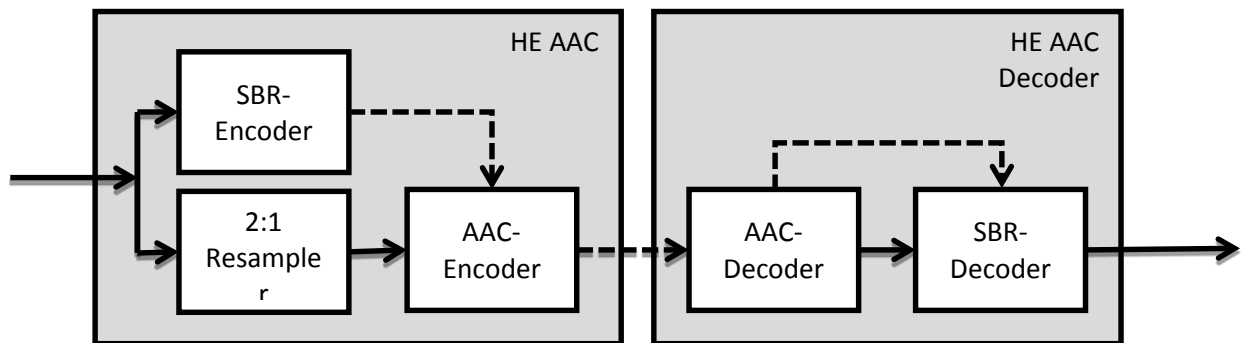 HE AAC
SBR-
Encoder
2:1
Resample
r
AAC-
Encoder
HE AAC
Decoder
AAC-
Decoder
SBR-
Decoder